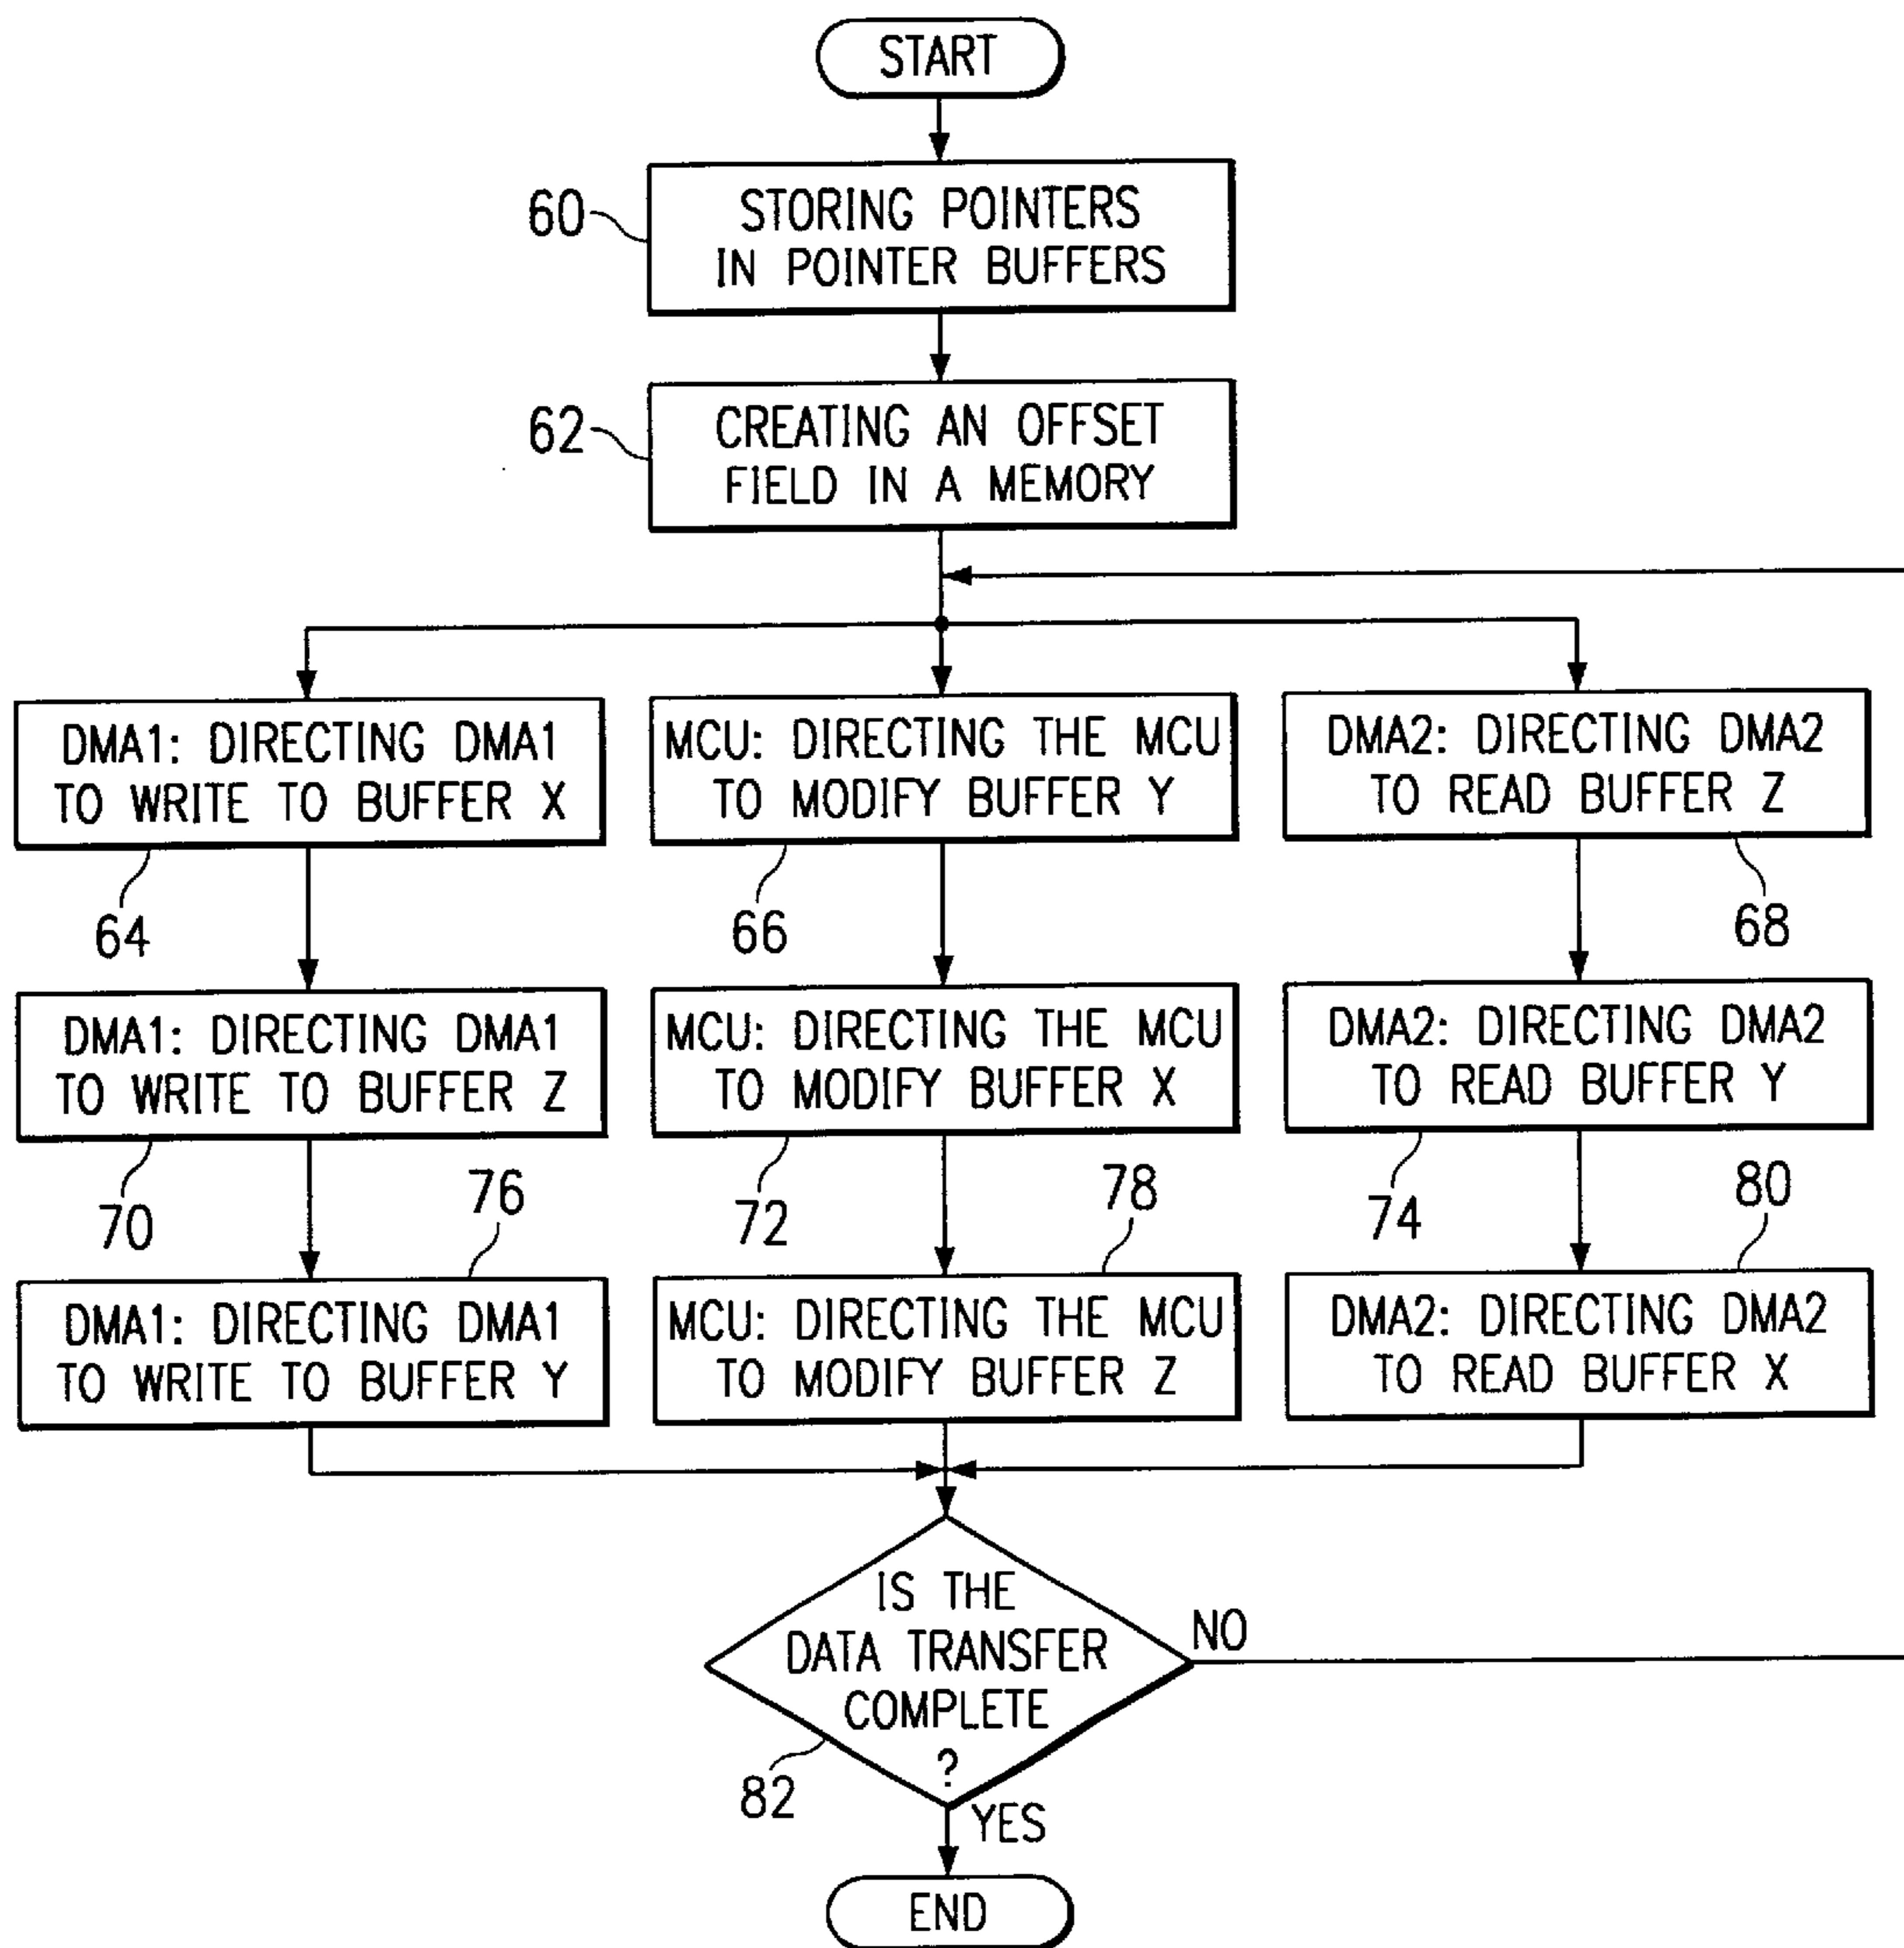 START
60
STORING POINTERS
IN POINTER BUFFERS
62
CREATING AN OFFSET
FIELD IN A MEMORY
DMA1: DIRECTING DMA1
TO WRITE TO BUFFER X
64
MCU: DIRECTING THE MCU
TO MODIFY BUFFER Y
66
DMA2: DIRECTING DMA2
TO READ BUFFER Z
68
DMA1: DIRECTING DMA1
TO WRITE TO BUFFER Z
70
MCU: DIRECTING THE MCU
TO MODIFY BUFFER X
72
DMA2: DIRECTING DMA2
TO READ BUFFER Y
74
76
DMA1: DIRECTING DMA1
TO WRITE TO BUFFER Y
78
MCU: DIRECTING THE MCU
TO MODIFY BUFFER Z
80
DMA2: DIRECTING DMA2
TO READ BUFFER X
IS THE
DATA TRANSFER
COMPLETE
?
82
NO
YES
END